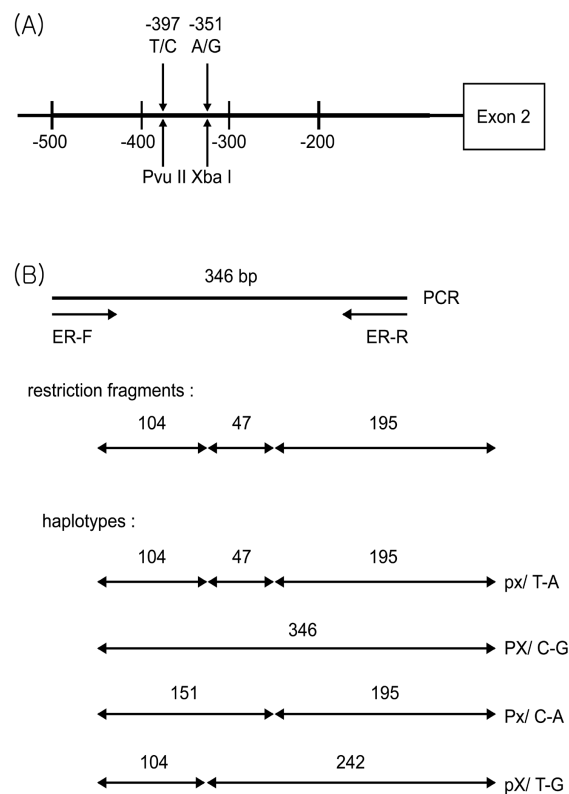 (A)
-397 -351
T/C A/G
Exon 2
-500 -400 -300 -200
Pvu II Xba I
(B)
346 bp
PCR
ER-F ER-R
restriction fragments :
104 47 195
haplotypes :
104 47 195
px/ T-A
346
PX/ C-G
151 195
Px/ C-A
104 242
pX/ T-G